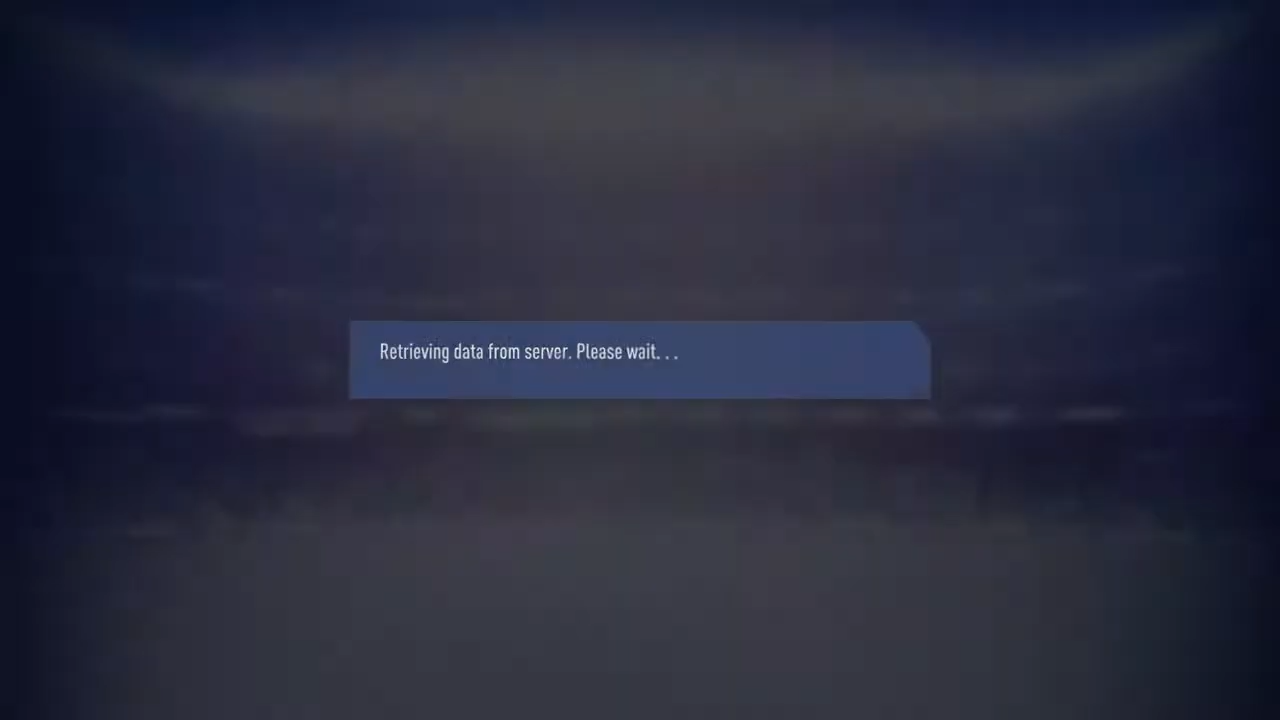 Retrieving data from server. Please wait. . .